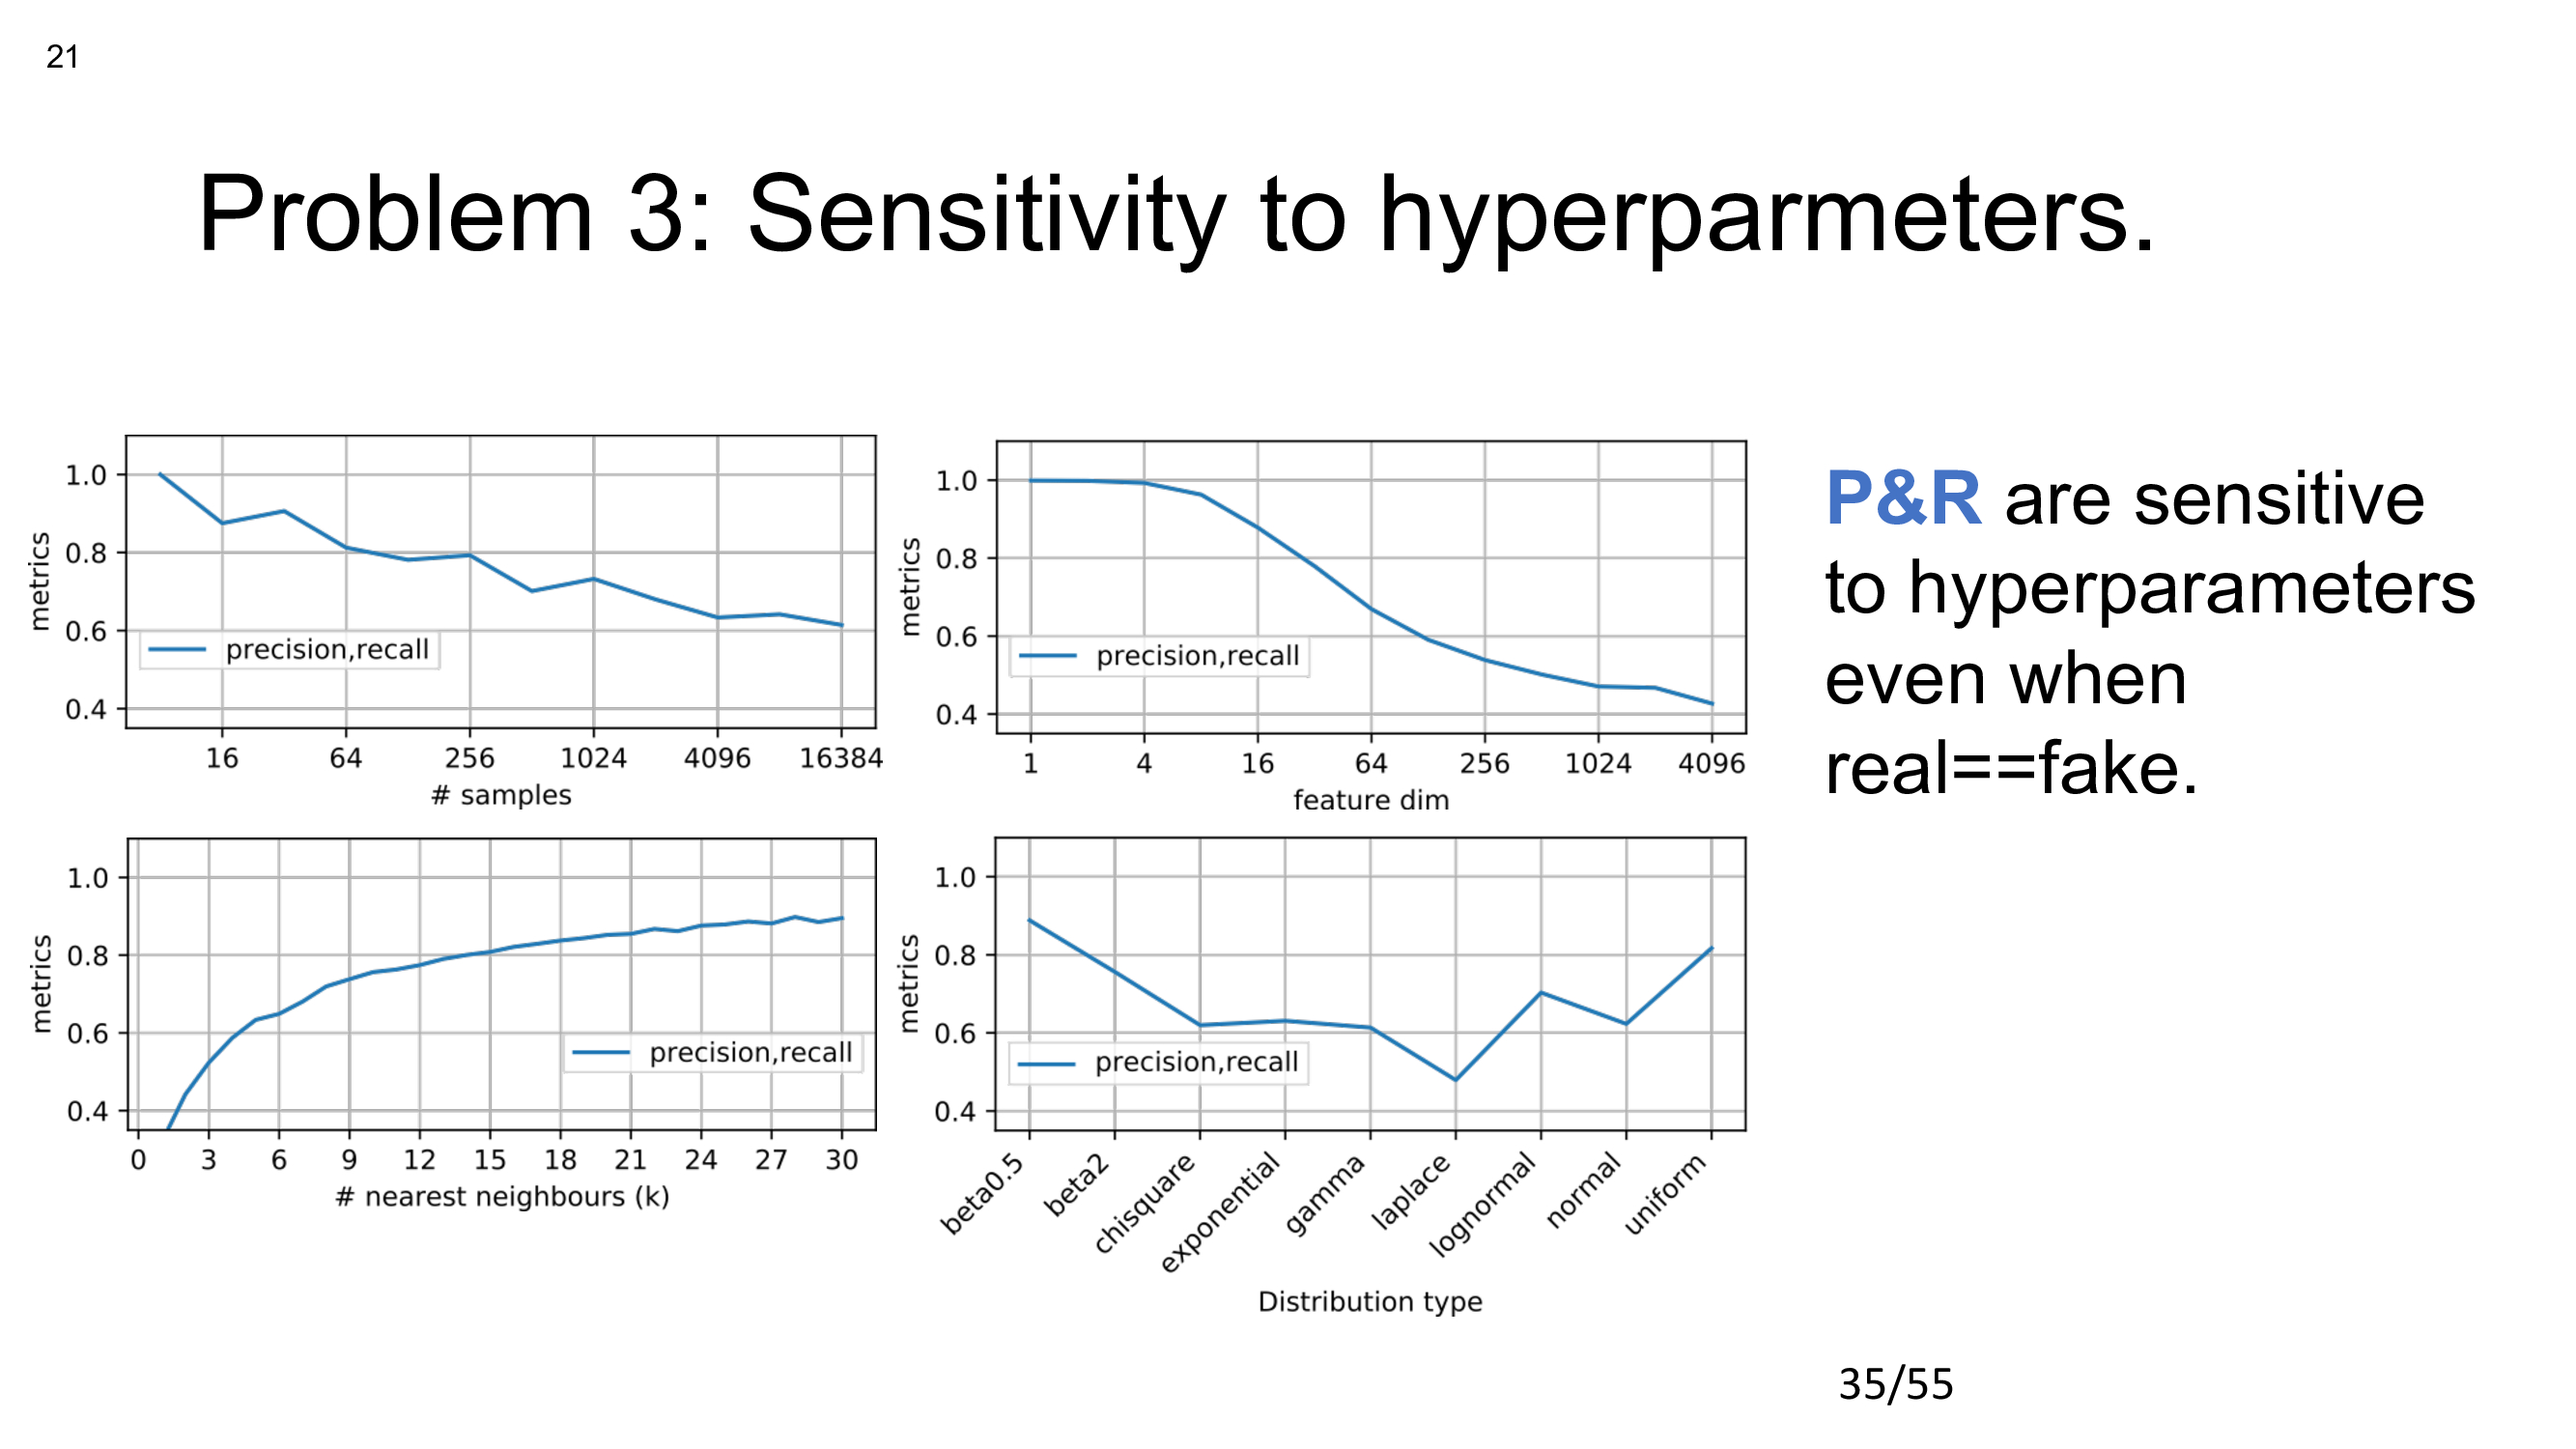 21
Problem 3: Sensitivity to hyperparmeters.
1.0
0.8
0.6
0.4
metrics
precision,recall
16 64 256 1024 4096 16384
# samples
1.0
0.8
0.6
0.4
metrics
precision,recall
1 4 16 64 256 1024 4096
feature dim
P&R are sensitive
to hyperparameters
even when
real==fake.
1.0
0.8
0.6
0.4
metrics
precision,recall
0 3 6 9 12 15 18 21 24 27 30
# nearest neighbours (k)
1.0
0.8
0.6
0.4
metrics
precision,recall
beta0.5
beta2
chisquare
exponential
gamma
laplace
lognormal
normal
uniform
Distribution type
35/55